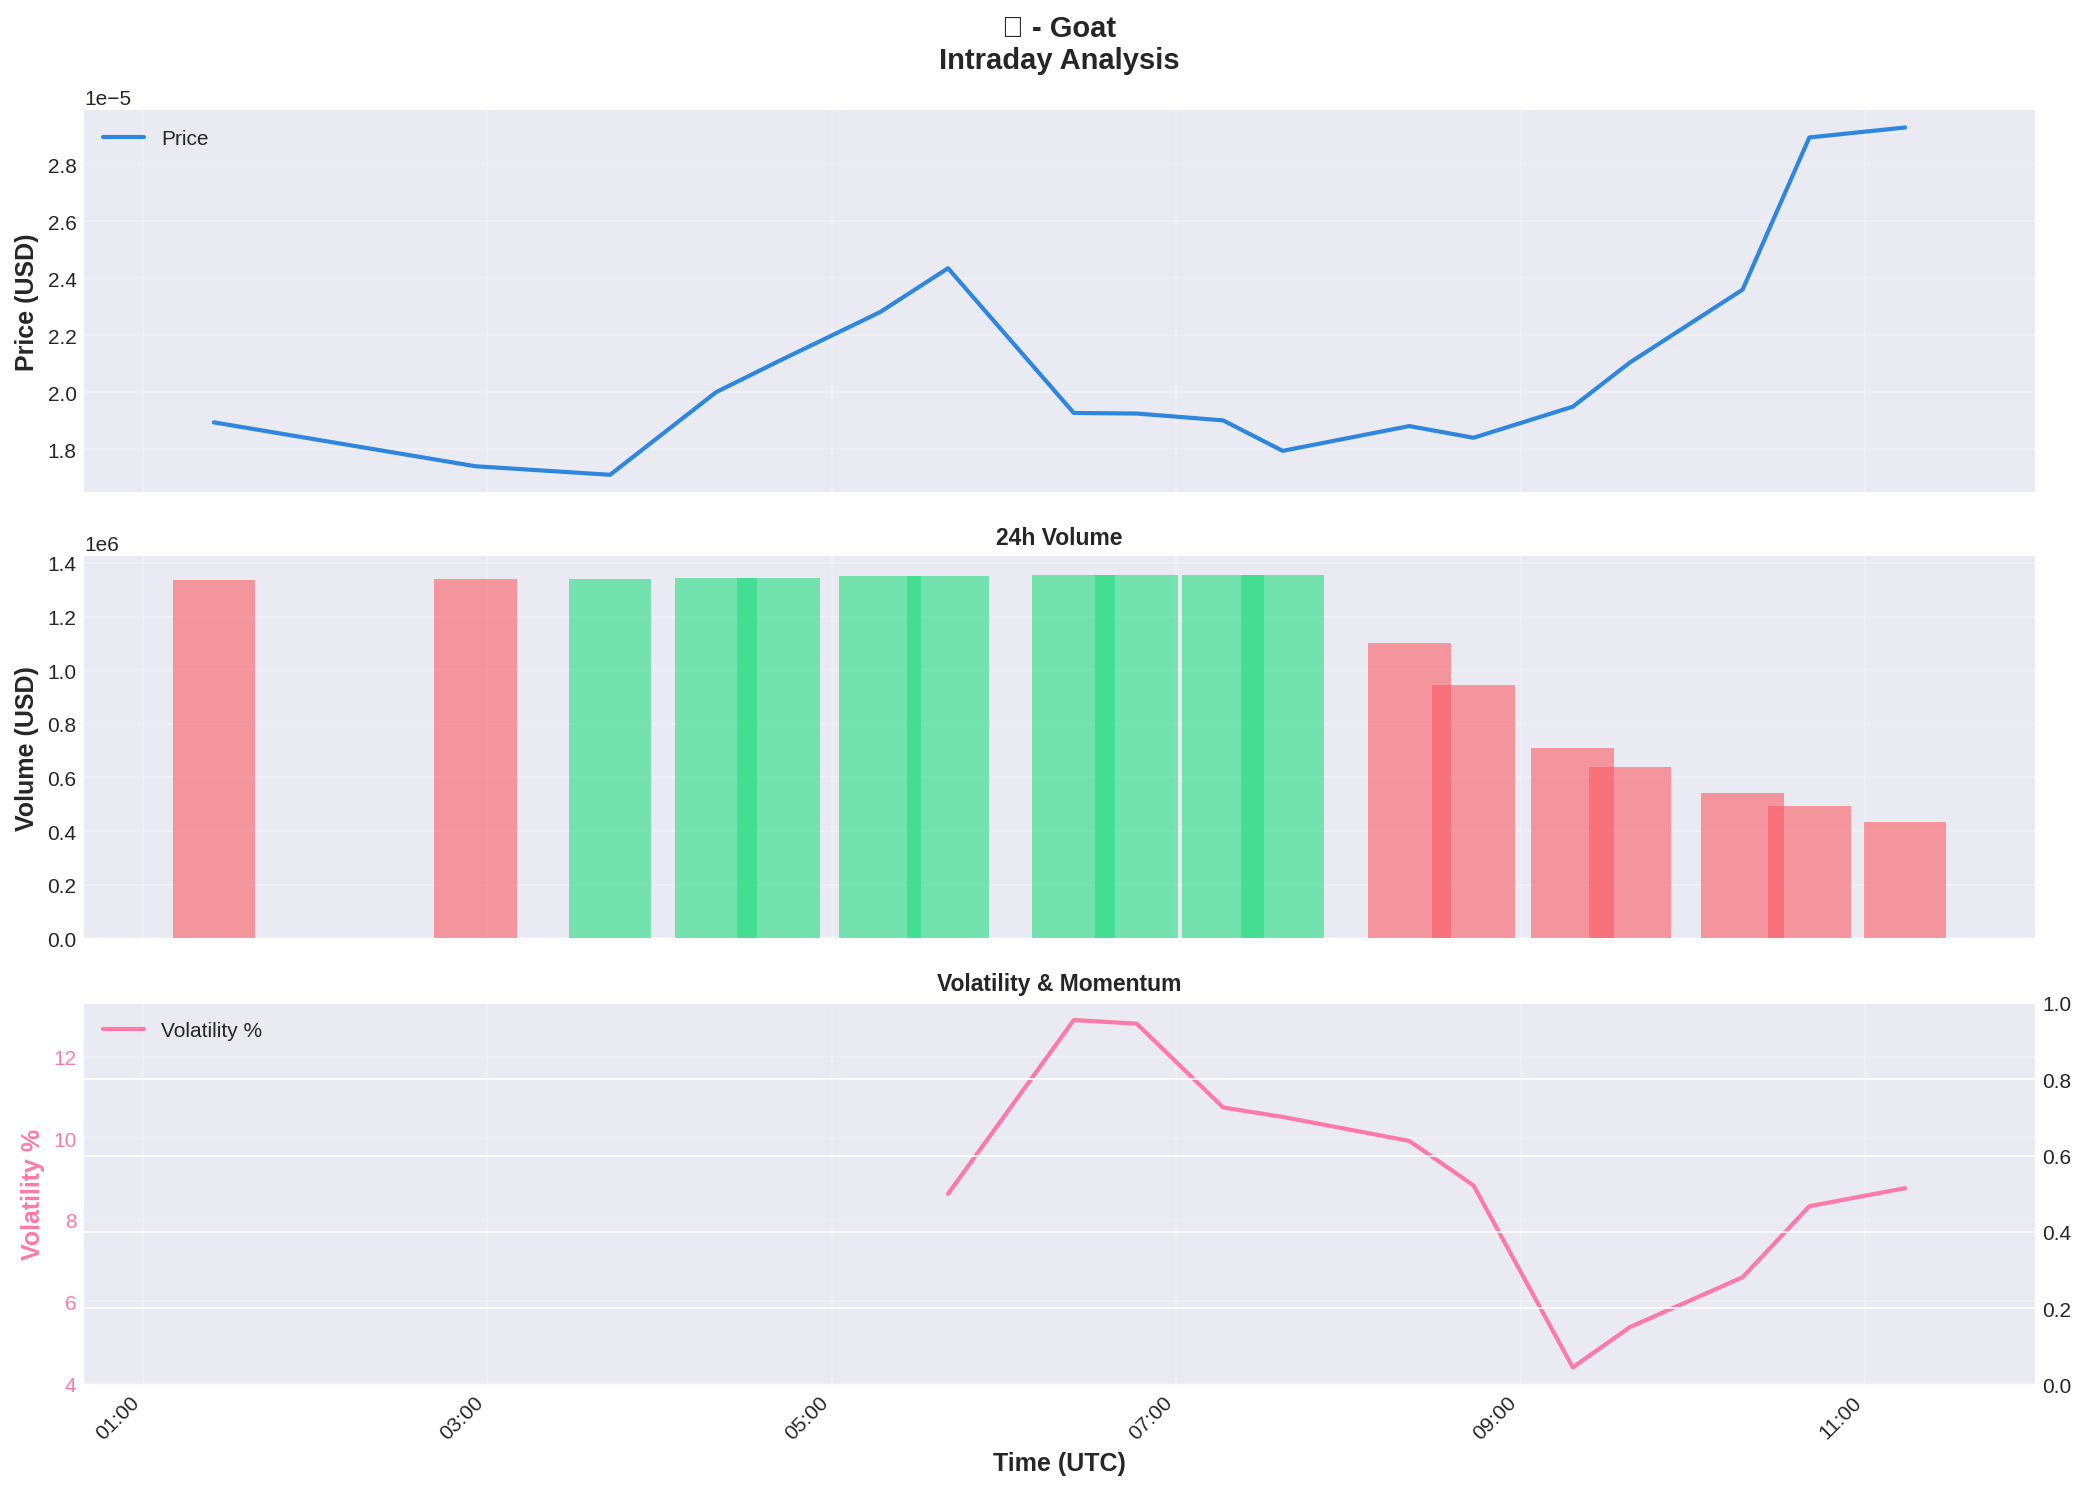 - Goat
Intraday Analysis
1e−5
Price
2.8
2.6
2.4
2.2
2.0
1.8
Price (USD)
24h Volume
1e6
1.4
1.2
1.0
0.8
0.6
0.4
0.2
0.0
Volume (USD)
Volatility & Momentum
Volatility %
12
10
8
6
4
Volatility %
1.0
0.8
0.6
0.4
0.2
0.0
01:00
03:00
05:00
07:00
09:00
11:00
Time (UTC)